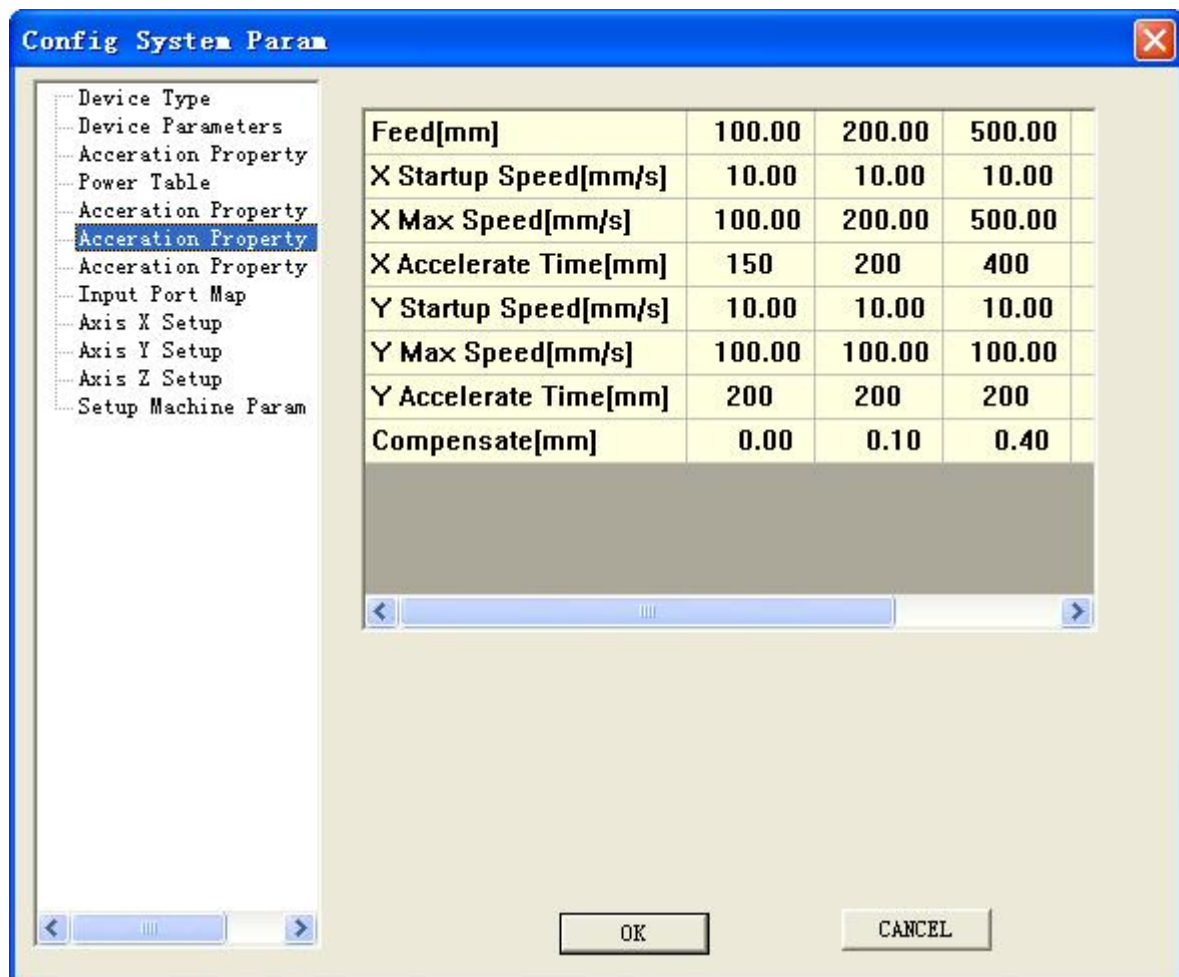 Config System Param
Device Type
Device Parameters
Acceration Property
Power Table
Acceration Property
Acceration Property
Acceration Property
Input Port Map
Axis X Setup
Axis Y Setup
Axis Z Setup
Setup Machine Param
Feed[mm] 100.00 200.00 500.00
X Startup Speed[mm/s] 10.00 10.00 10.00
X Max Speed[mm/s] 100.00 200.00 500.00
X Accelerate Time[mm] 150 200 400
Y Startup Speed[mm/s] 10.00 10.00 10.00
Y Max Speed[mm/s] 100.00 100.00 100.00
Y Accelerate Time[mm] 200 200 200
Compensate[mm] 0.00 0.10 0.40
OK CANCEL